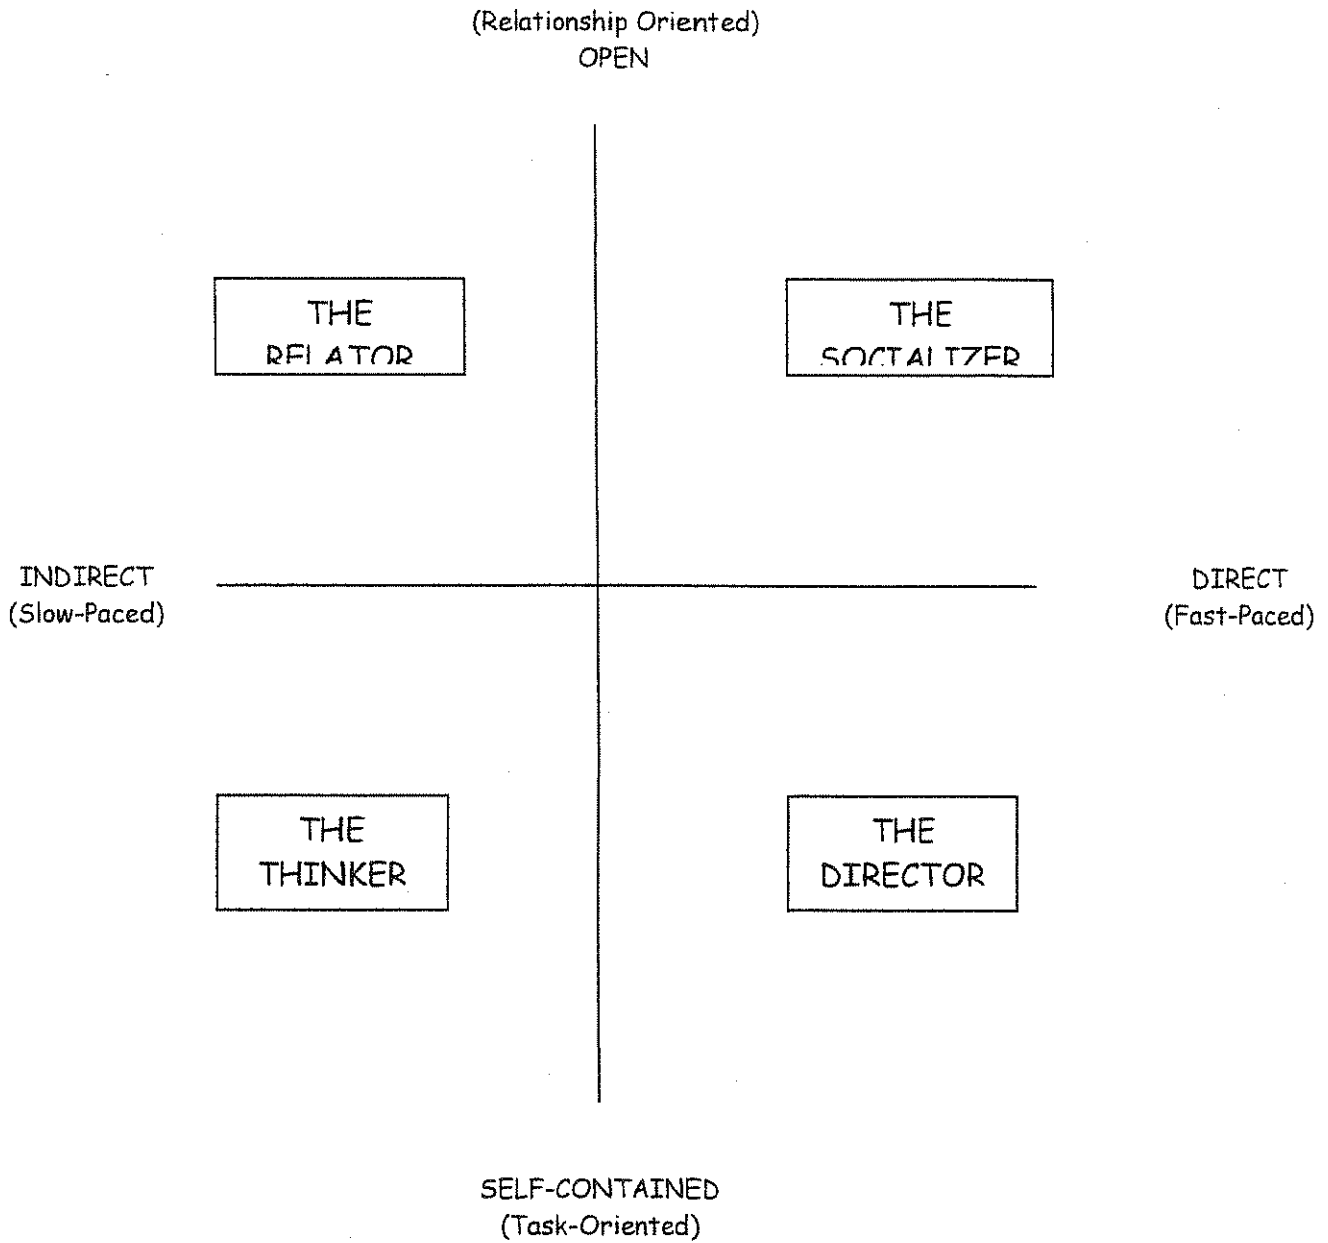 (Relationship Oriented)
OPEN
THE
RELATOR
THE
SOCIALIZER
INDIRECT
(Slow-Paced)
DIRECT
(Fast-Paced)
THE
THINKER
THE
DIRECTOR
SELF-CONTAINED
(Task-Oriented)